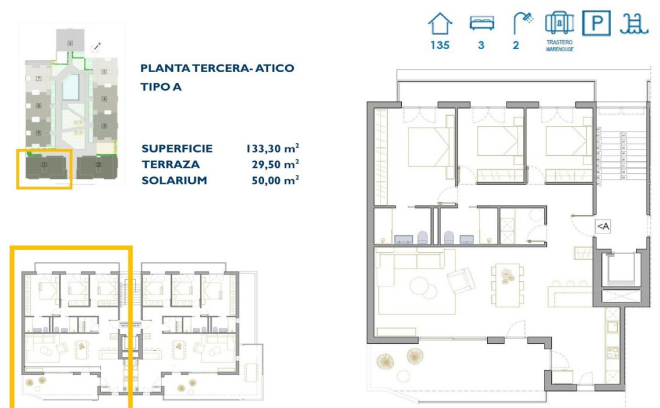 135
3
2
TRASTERO
WAREHOUSE
P
PLANTA TERCERA- ATICO
TIPO A
SUPERFICIE 133,30 m²
TERRAZA 29,50 m²
SOLARIUM 50,00 m²
<A